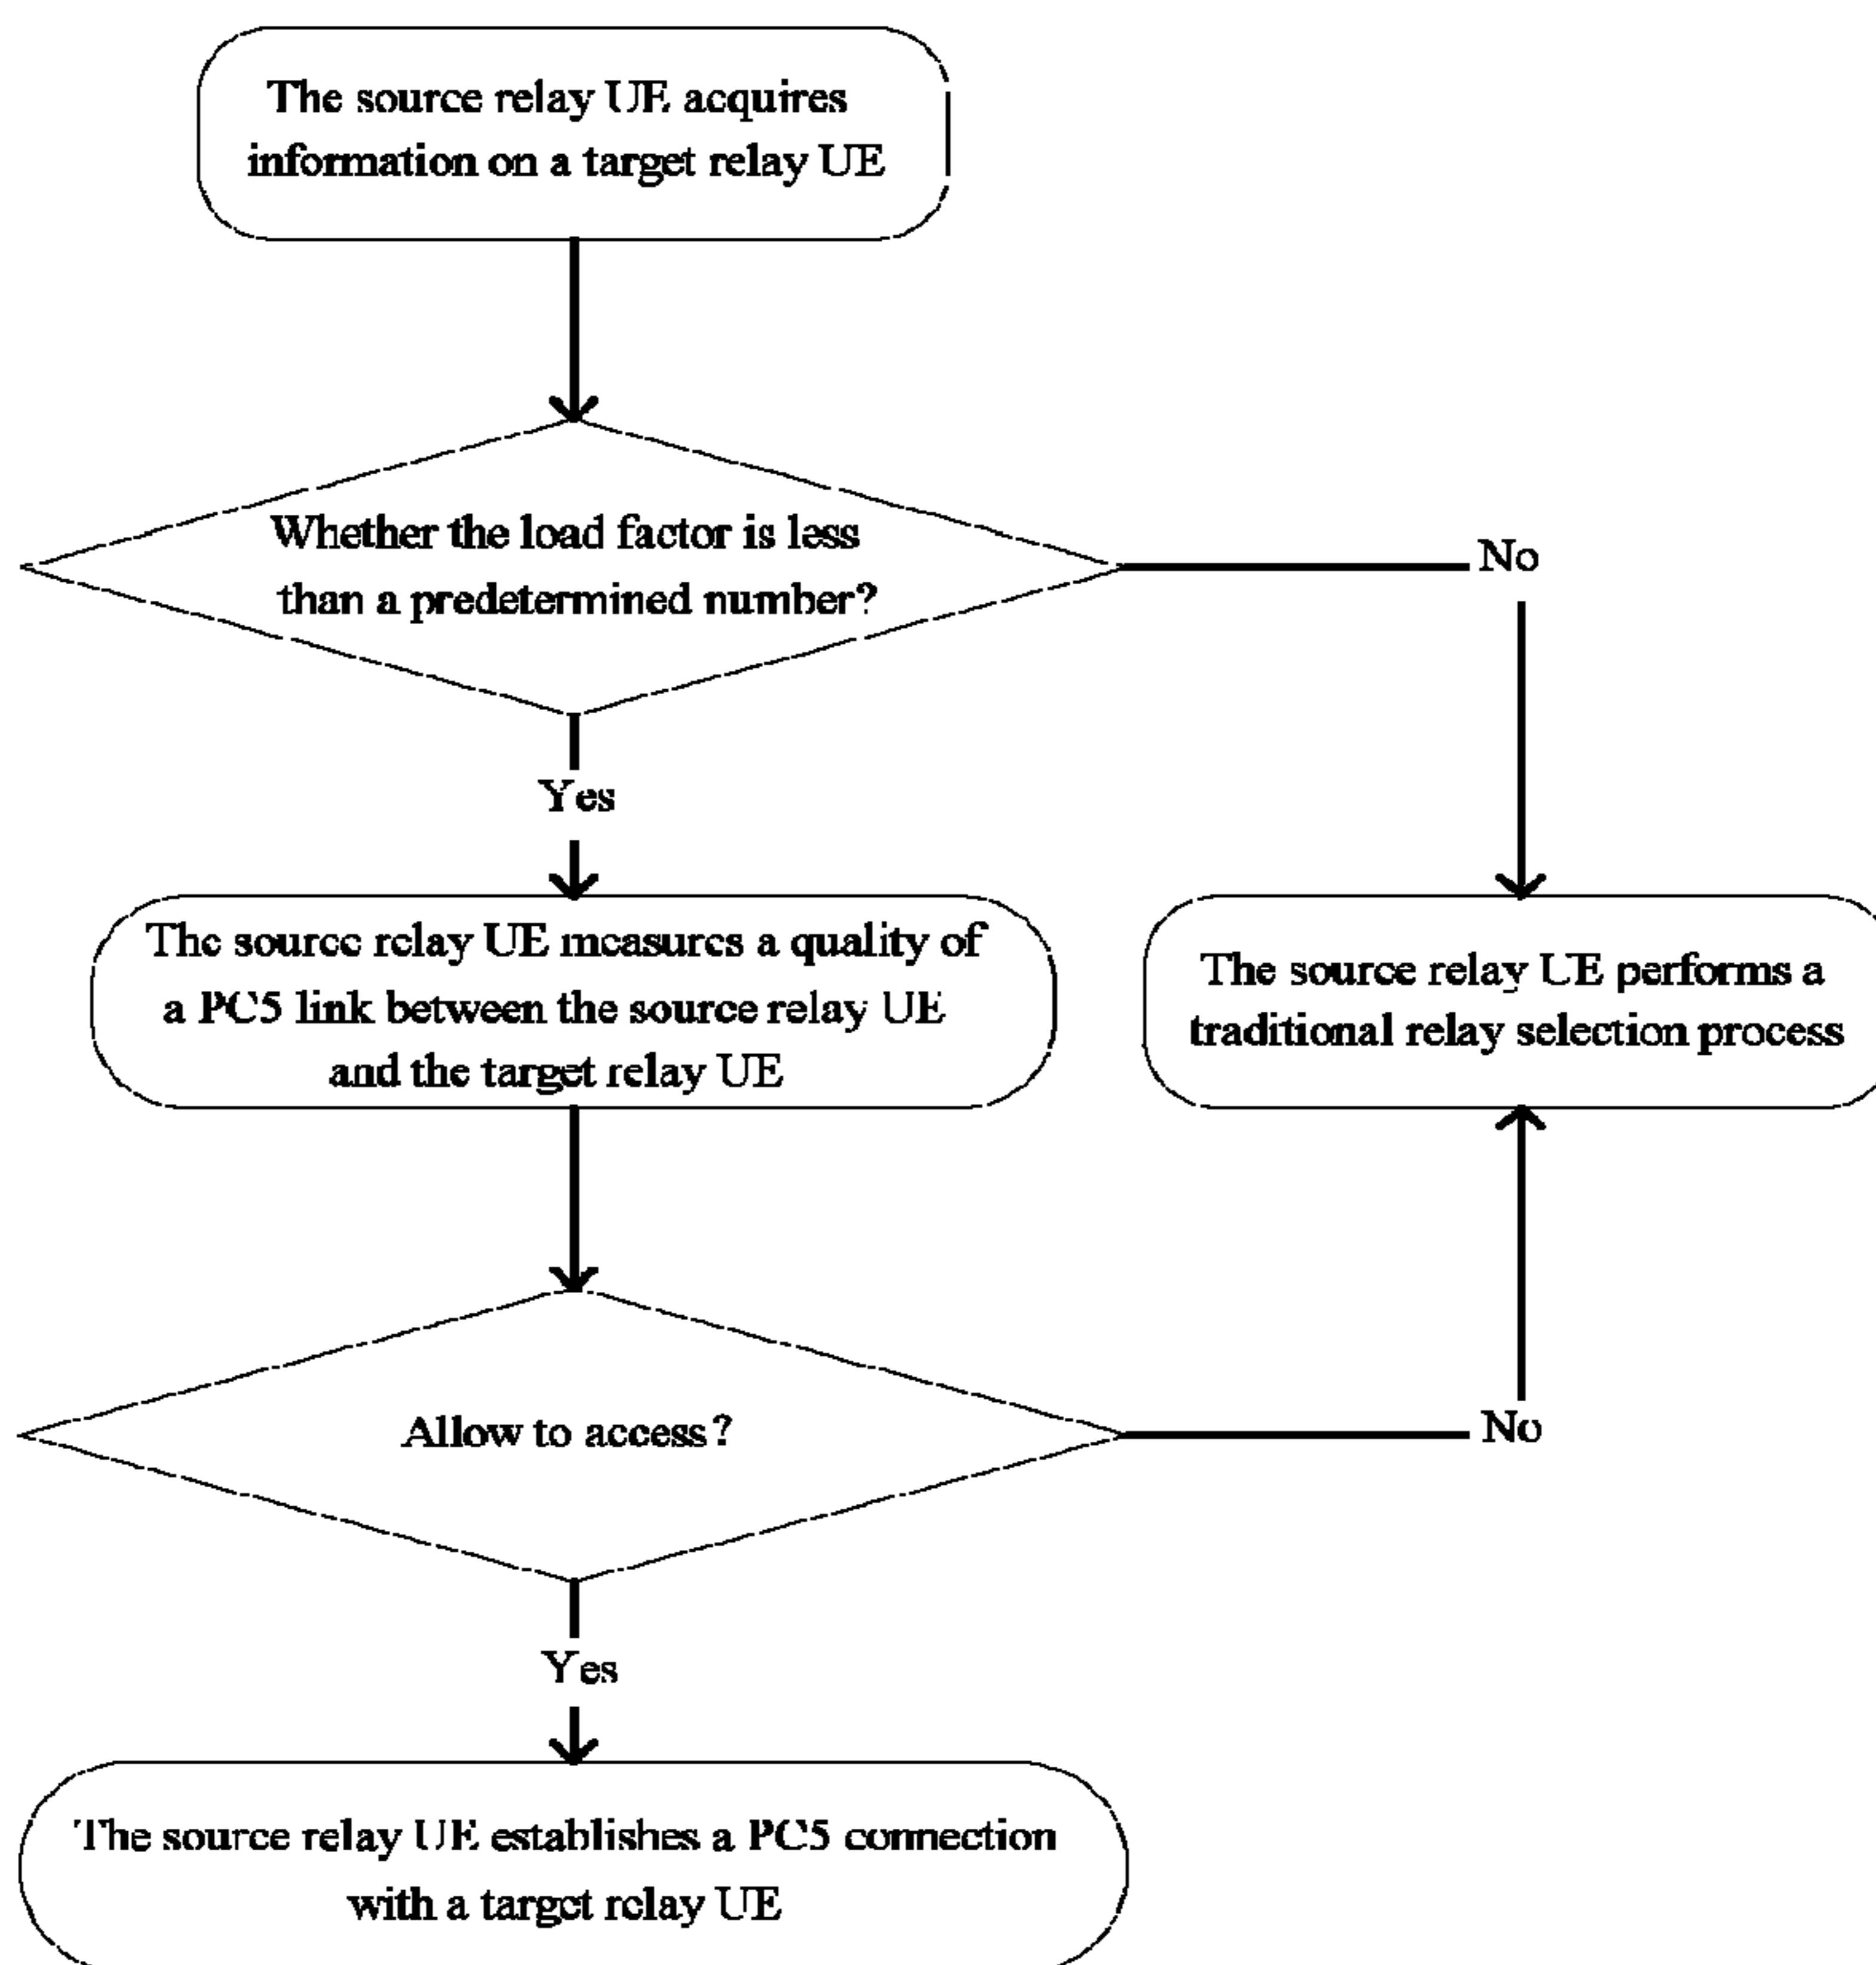 The source relay UE acquires
information on a target relay UE
Whether the load factor is less
than a predetermined number?
No
Yes
The source relay UE measures a quality of
a PC5 link between the source relay UE
and the target relay UE
The source relay UE performs a
traditional relay selection process
Allow to access?
No
Yes
The source relay UE establishes a PC5 connection
with a target relay UE